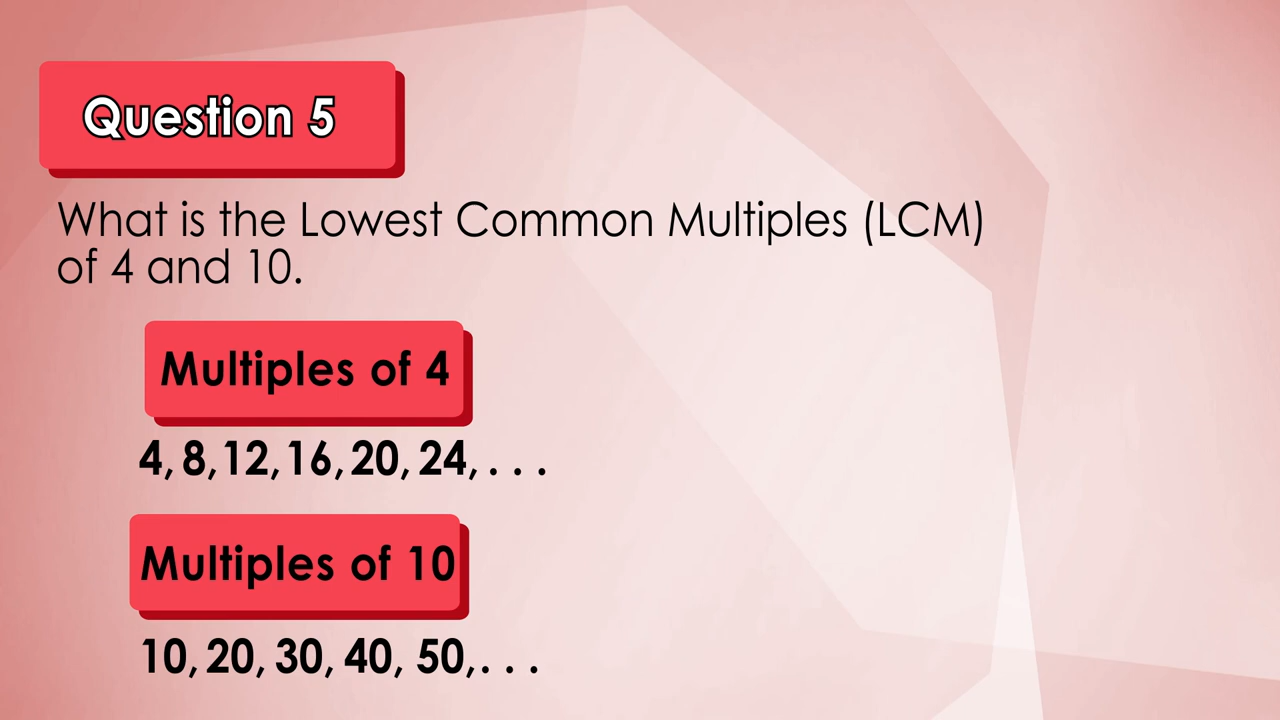 Question 5
What is the Lowest Common Multiples (LCM)
of 4 and 10.
Multiples of 4
4, 8, 12, 16, 20, 24, . . .
Multiples of 10
10, 20, 30, 40, 50, . . .